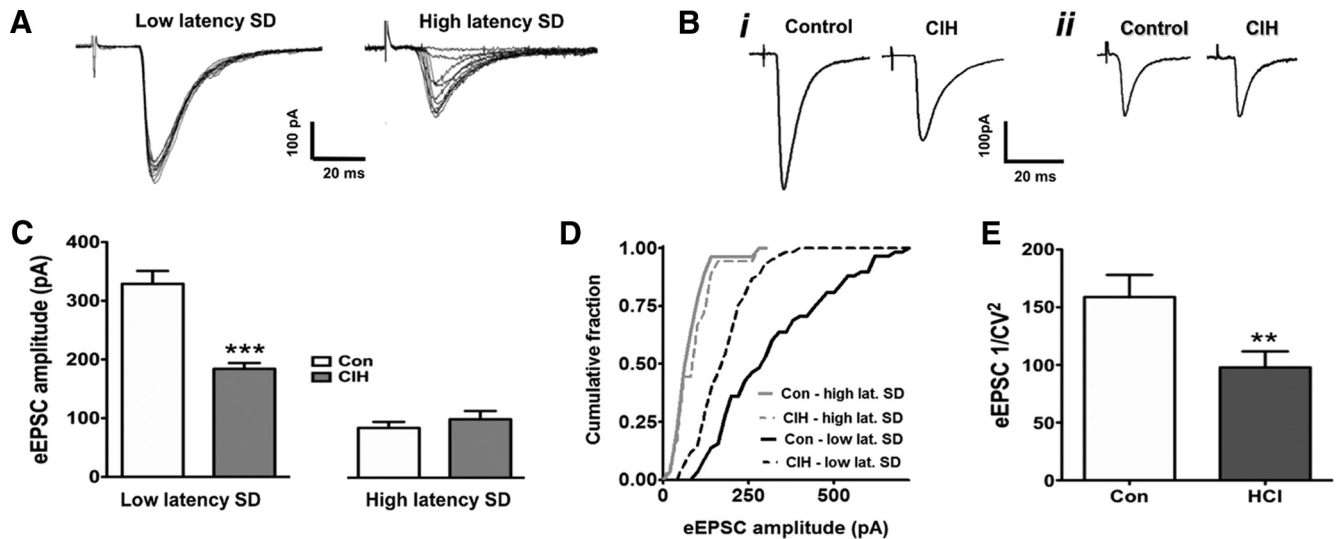 A
Low latency SD
High latency SD
100 pA
20 ms
B
i
Control
CIH
ii
Control
CIH
100pA
20 ms
C
eEPSC amplitude (pA)
400
300
200
100
0
***
Con
CIH
Low latency SD
High latency SD
D
Cumulative fraction
1.00
0.75
0.50
0.25
0.00
Con - high lat. SD
CIH - high lat. SD
Con - low lat. SD
CIH - low lat. SD
0
250
500
eEPSC amplitude (pA)
E
eEPSC 1/CV²
200
150
100
50
0
**
Con
HCI